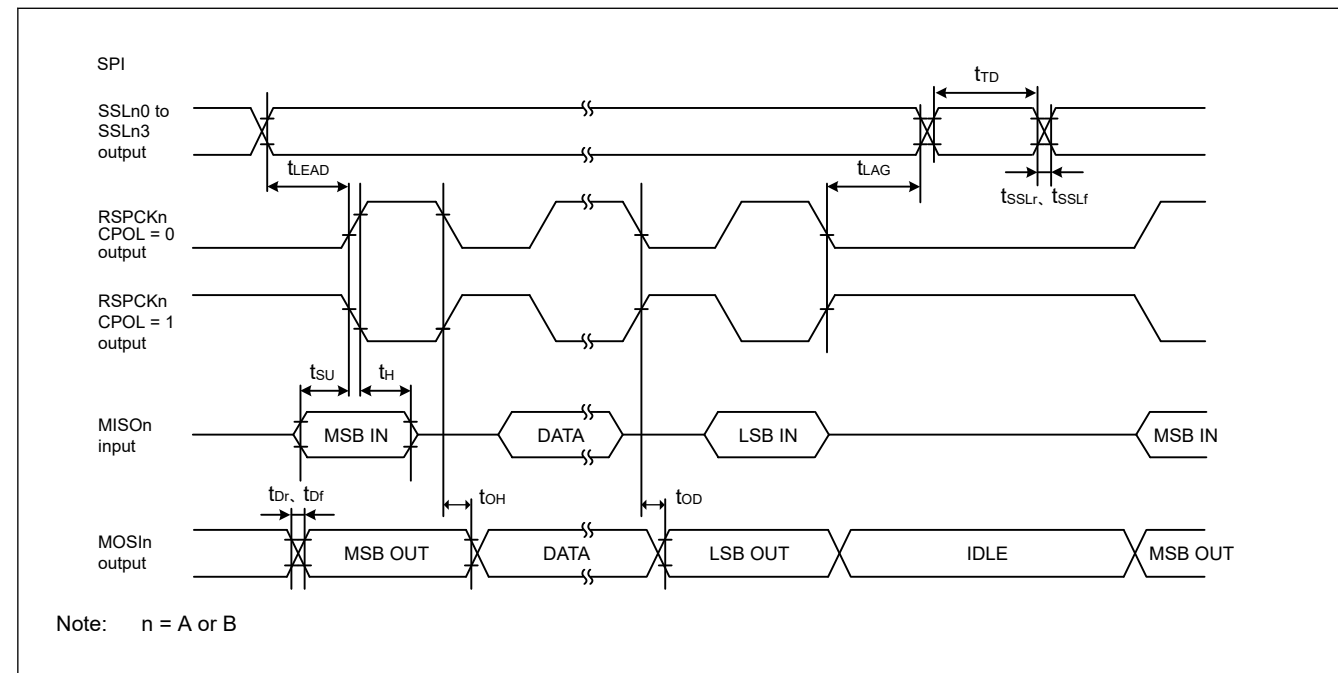 SPI
tTD
SSLn0 to
SSLn3
output
tLEAD
tLAG
tSSLr、tSSLf
RSPCKn
CPOL = 0
output
RSPCKn
CPOL = 1
output
tSU
tH
MISOn
input
MSB IN
DATA
LSB IN
MSB IN
tDr、tDf
tOH
tOD
MOSIn
output
MSB OUT
DATA
LSB OUT
IDLE
MSB OUT
Note: n = A or B